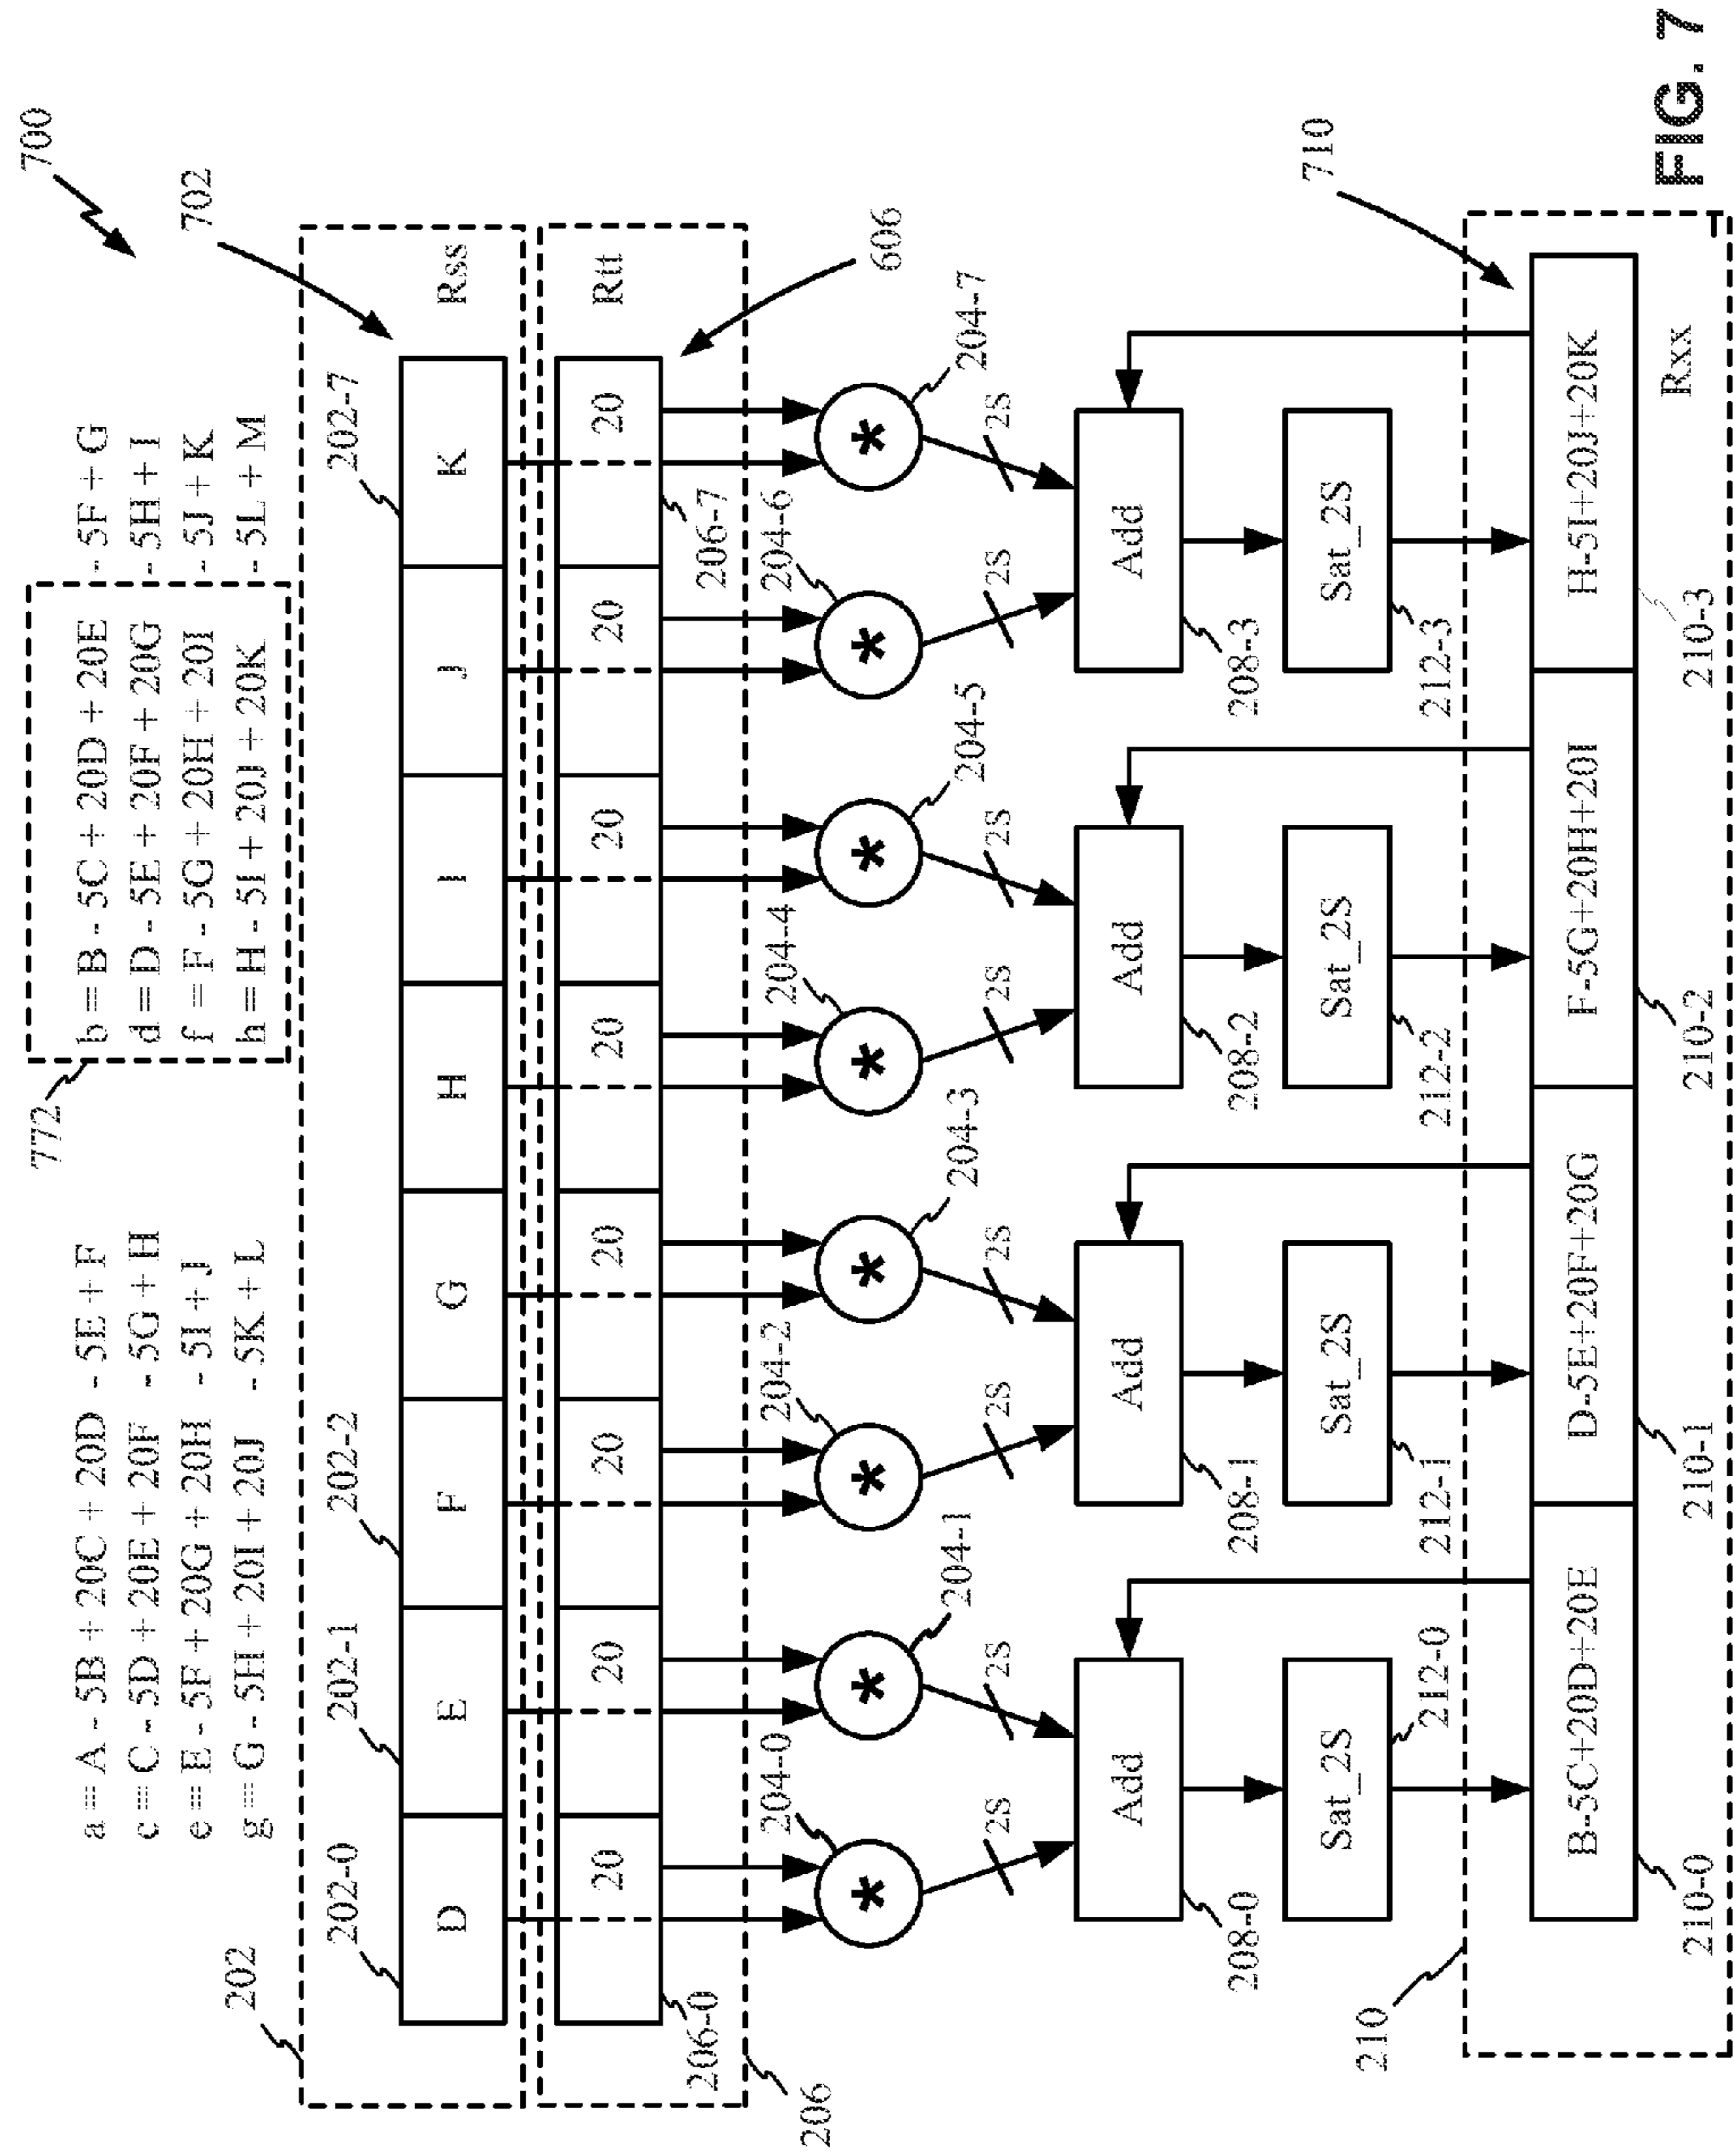 700
772
a = A - 5B + 20C + 20D - 5E + F
b = B - 5C + 20D + 20E - 5F + G
c = C - 5D + 20E + 20F - 5G + H
d = D - 5E + 20F + 20G - 5H + I
e = E - 5F + 20G + 20H - 5I + J
f = F - 5G + 20H + 20I - 5J + K
g = G - 5H + 20I + 20J - 5K + L
h = H - 5I + 20J + 20K - 5L + M
202
202-0
202-1
202-2
202-7
702
D E F G H I J K Rss
20 20 20 20 20 20 20 20 Rtt
206
206-0
206-7
606
204-0 204-1 204-2 204-3 204-4 204-5 204-6 204-7
* * * * * * * *
2S 2S 2S 2S 2S 2S 2S 2S
Add Add Add Add
208-0 208-1 208-2 208-3
Sat_2S Sat_2S Sat_2S Sat_2S
212-0 212-1 212-2 212-3
210
710
B-5C+20D+20E D-5E+20F+20G F-5G+20H+20I H-5I+20J+20K
210-0 210-1 210-2 210-3
Rxx
FIG. 7